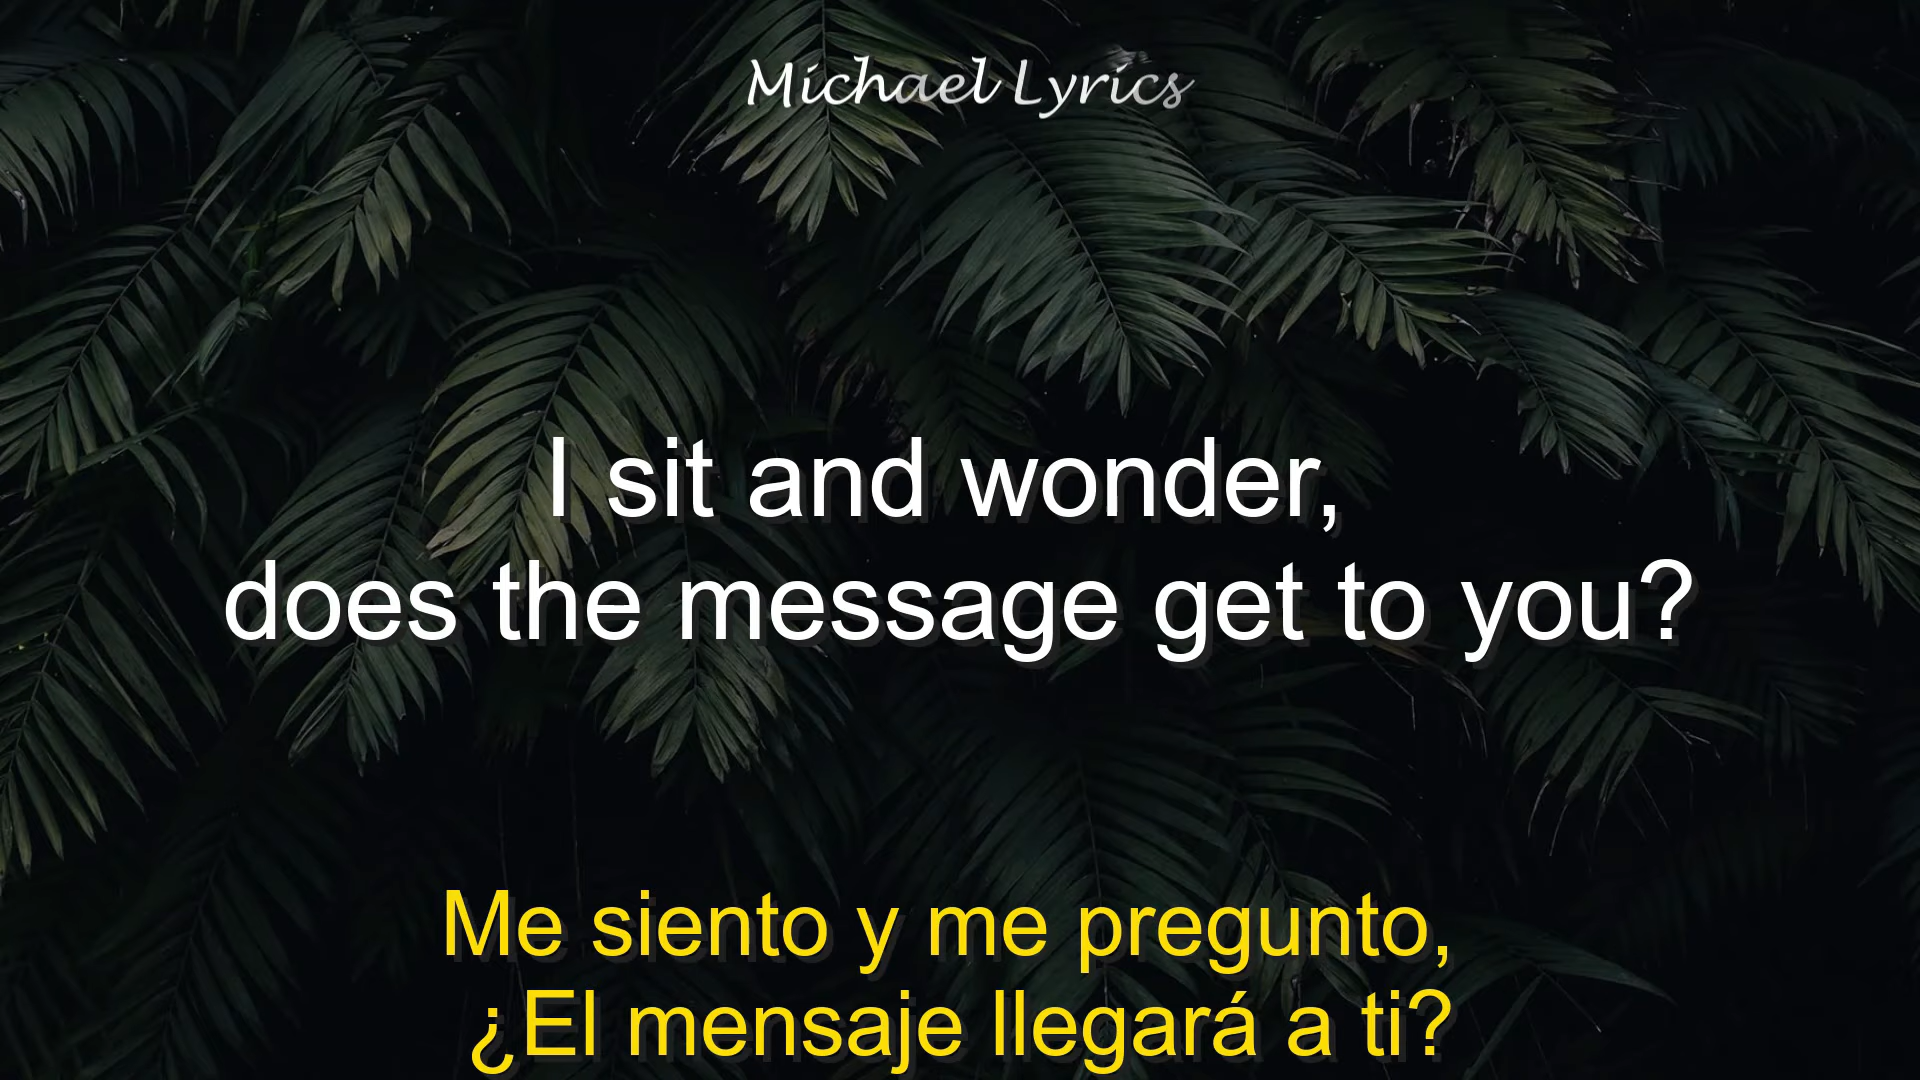 Michael Lyrics
I sit and wonder,
does the message get to you?
Me siento y me pregunto,
¿El mensaje llegará a ti?